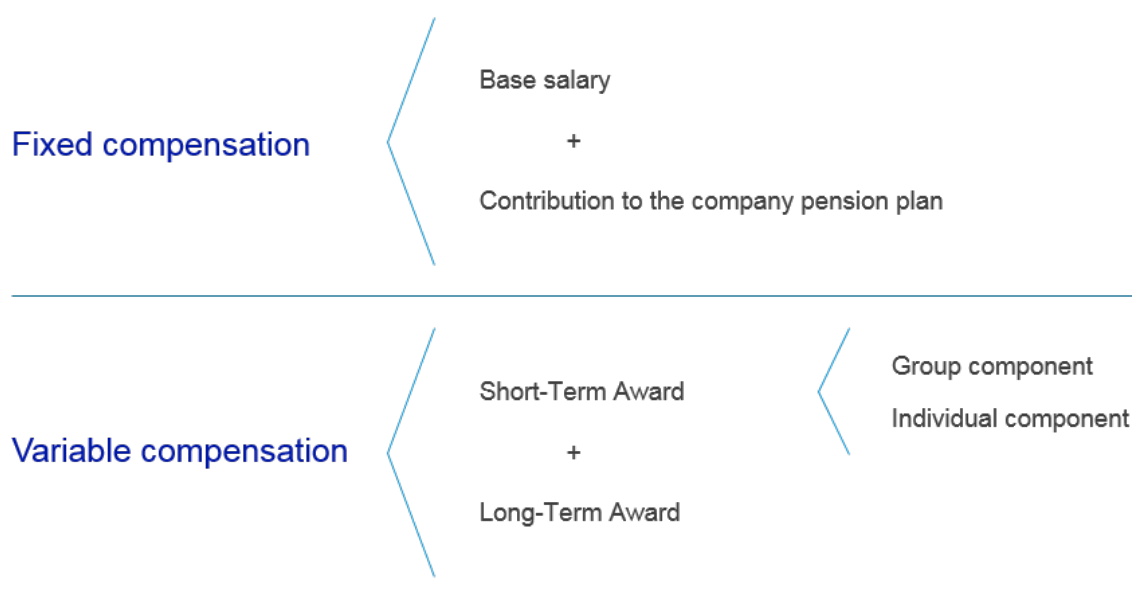 Fixed compensation
Base salary
+
Contribution to the company pension plan
Variable compensation
Short-Term Award
+
Long-Term Award
Group component
Individual component